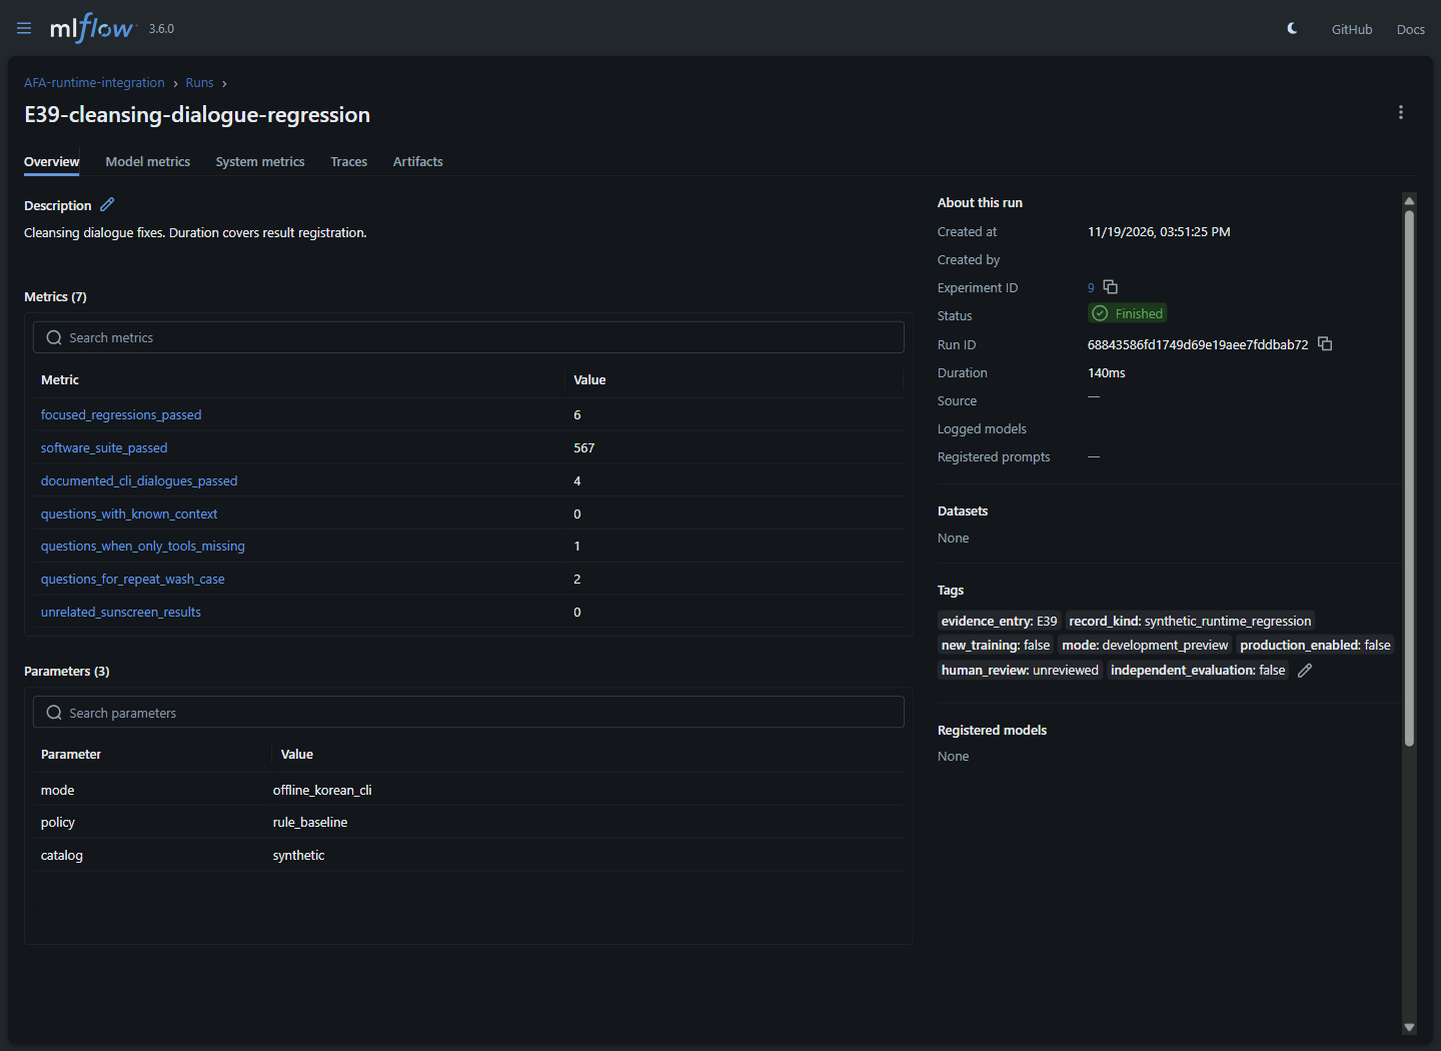 mlflow 3.6.0
GitHub Docs
AFA-runtime-integration › Runs ›
E39-cleansing-dialogue-regression
Overview Model metrics System metrics Traces Artifacts
Description
Cleansing dialogue fixes. Duration covers result registration.
Metrics (7)
Search metrics
Metric Value
focused_regressions_passed 6
software_suite_passed 567
documented_cli_dialogues_passed 4
questions_with_known_context 0
questions_when_only_tools_missing 1
questions_for_repeat_wash_case 2
unrelated_sunscreen_results 0
Parameters (3)
Search parameters
Parameter Value
mode offline_korean_cli
policy rule_baseline
catalog synthetic
About this run
Created at 11/19/2026, 03:51:25 PM
Created by
Experiment ID 9
Status Finished
Run ID 68843586fd1749d69e19aee7fddbab72
Duration 140ms
Source —
Logged models
Registered prompts —
Datasets
None
Tags
evidence_entry: E39 record_kind: synthetic_runtime_regression
new_training: false mode: development_preview production_enabled: false
human_review: unreviewed independent_evaluation: false
Registered models
None